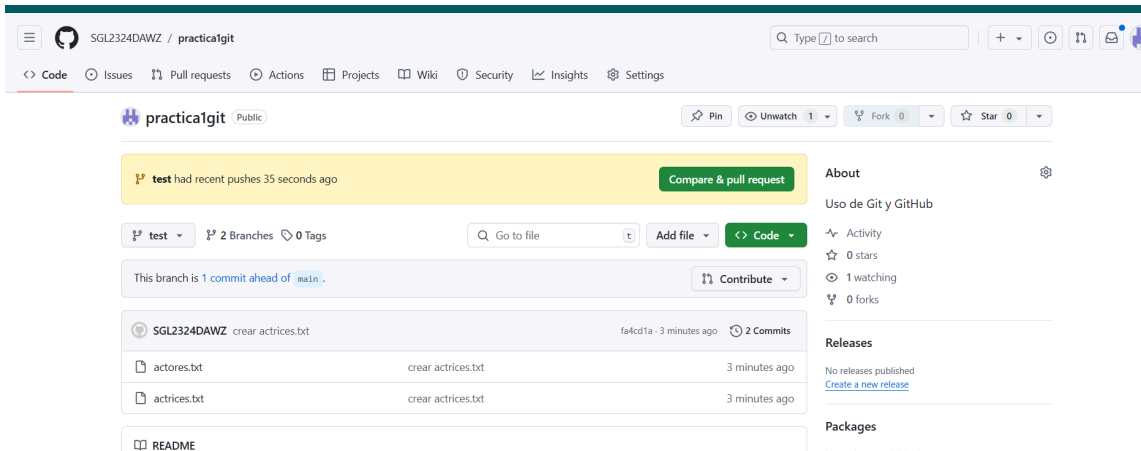 SGL2324DAWZ / practica1git
Type / to search
Code Issues Pull requests Actions Projects Wiki Security Insights Settings
practica1git Public
Pin Unwatch 1 Fork 0 Star 0
test had recent pushes 35 seconds ago
Compare & pull request
About
Uso de Git y GitHub
test 2 Branches 0 Tags
Go to file t
Add file
Code
Activity
0 stars
1 watching
0 forks
This branch is 1 commit ahead of main .
Contribute
SGL2324DAWZ crear actrices.txt fa4cd1a · 3 minutes ago 2 Commits
actores.txt crear actrices.txt 3 minutes ago
actrices.txt crear actrices.txt 3 minutes ago
README
Releases
No releases published
Create a new release
Packages